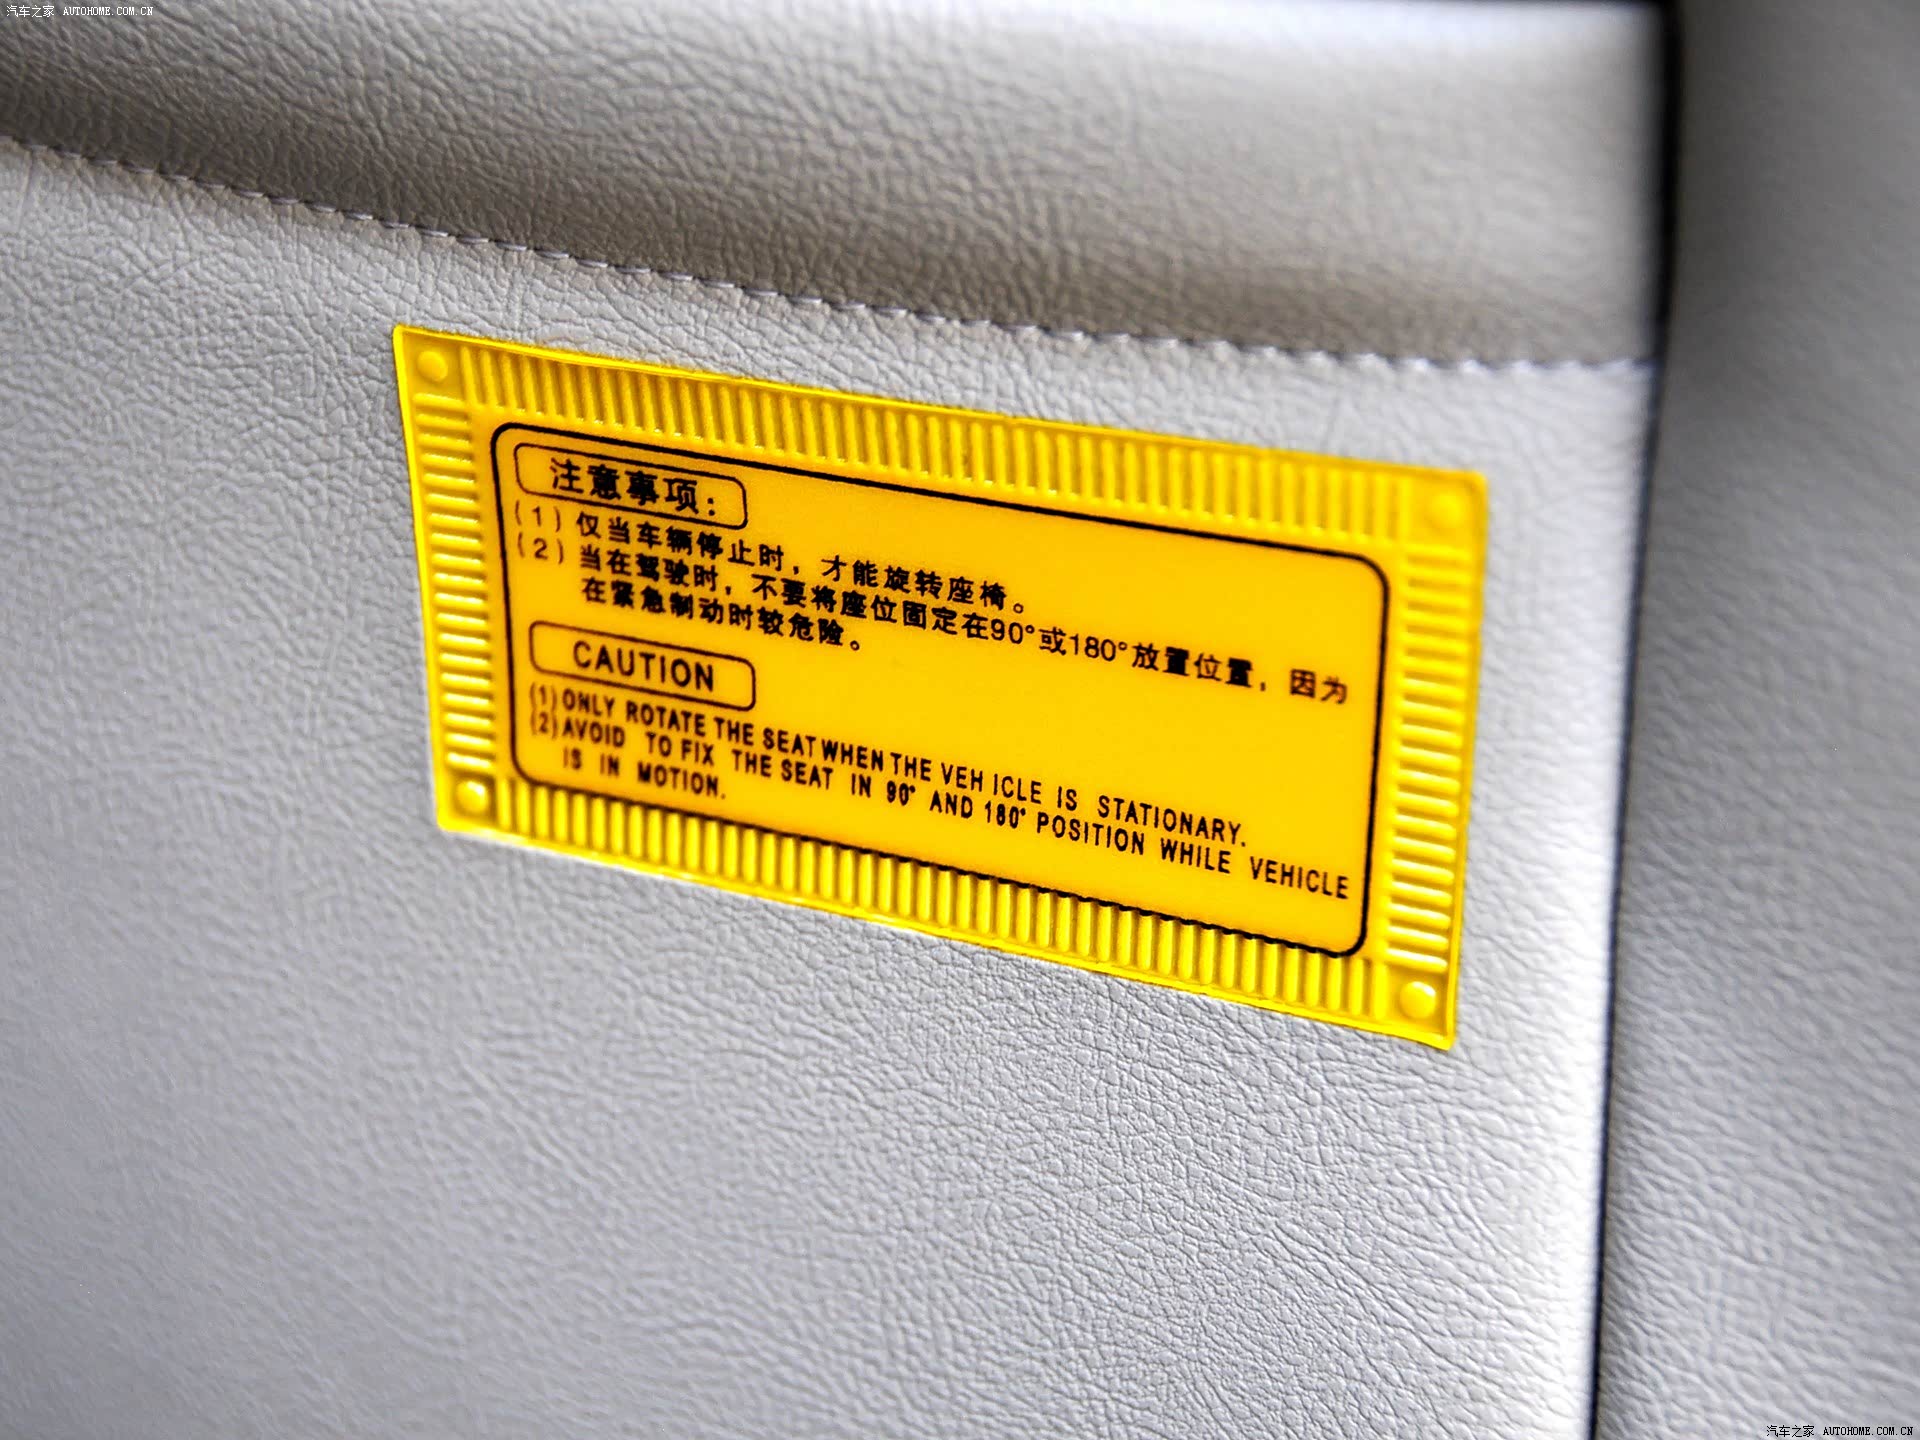 汽车之家 AUTOHOME.COM.CN
注意事项:
(1) 仅当车辆停止时，才能旋转座椅。
(2) 当在驾驶时，不要将座位固定在90°或180°放置位置，因为
在紧急制动时较危险。
CAUTION
(1) ONLY ROTATE THE SEAT WHEN THE VEH ICLE IS STATIONARY.
(2) AVOID TO FIX THE SEAT IN 90° AND 180° POSITION WHILE VEHICLE
IS IN MOTION.
汽车之家 AUTOHOME.COM.CN